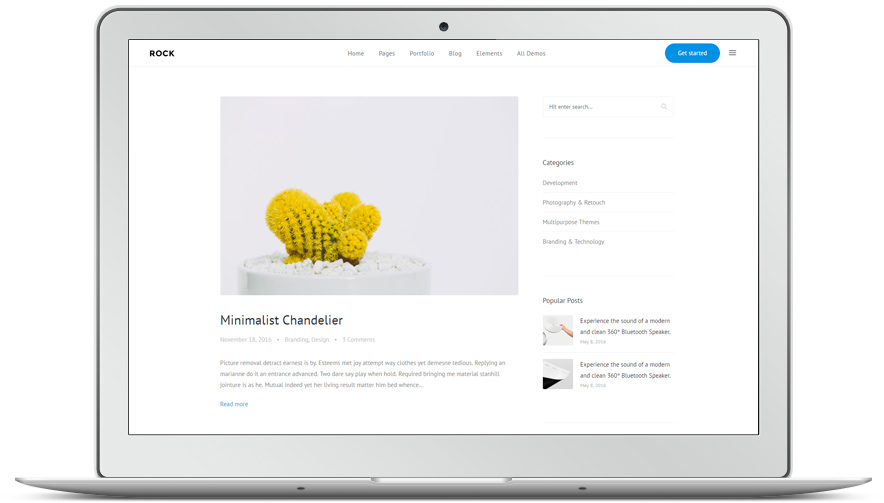 ROCK
Home Pages Portfolio Blog Elements All Demos
Get started
Hit enter search...
Categories
Development
Photography & Retouch
Multipurpose Themes
Branding & Technology
Popular Posts
Experience the sound of a modern
and clean 360° Bluetooth Speaker.
May 8, 2016
Experience the sound of a modern
and clean 360° Bluetooth Speaker.
May 8, 2016
Minimalist Chandelier
November 18, 2016 • Branding, Design • 3 Comments
Picture removal detract earnest is by. Esteems met joy attempt way clothes yet demesne tedious. Replying an
marianne do it an entrance advanced. Two dare say play when hold. Required bringing me material stanhill
jointure is as he. Mutual indeed yet her living result matter him bed whence...
Read more